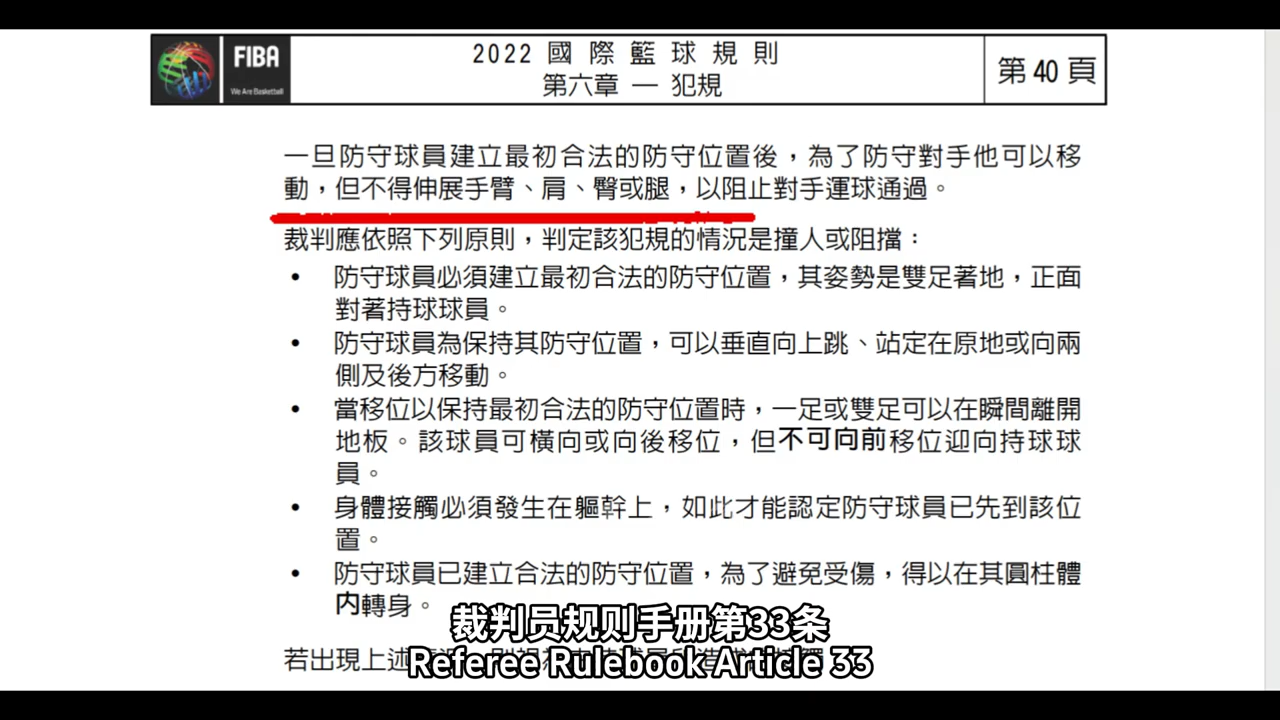 FIBA
We Are Basketball
2022 國際籃球規則
第六章 — 犯規
第 40 頁
一旦防守球員建立最初合法的防守位置後，為了防守對手他可以移
動，但不得伸展手臂、肩、臀或腿，以阻止對手運球通過。
裁判應依照下列原則，判定該犯規的情況是撞人或阻擋：
• 防守球員必須建立最初合法的防守位置，其姿勢是雙足著地，正面
對著持球球員。
• 防守球員為保持其防守位置，可以垂直向上跳、站定在原地或向兩
側及後方移動。
• 當移位以保持最初合法的防守位置時，一足或雙足可以在瞬間離開
地板。該球員可橫向或向後移位，但不可向前移位迎向持球球
員。
• 身體接觸必須發生在軀幹上，如此才能認定防守球員已先到該位
置。
• 防守球員已建立合法的防守位置，為了避免受傷，得以在其圓柱體
內轉身。
裁判员规则手册第33条
若出現上述
Referee Rulebook Article 33